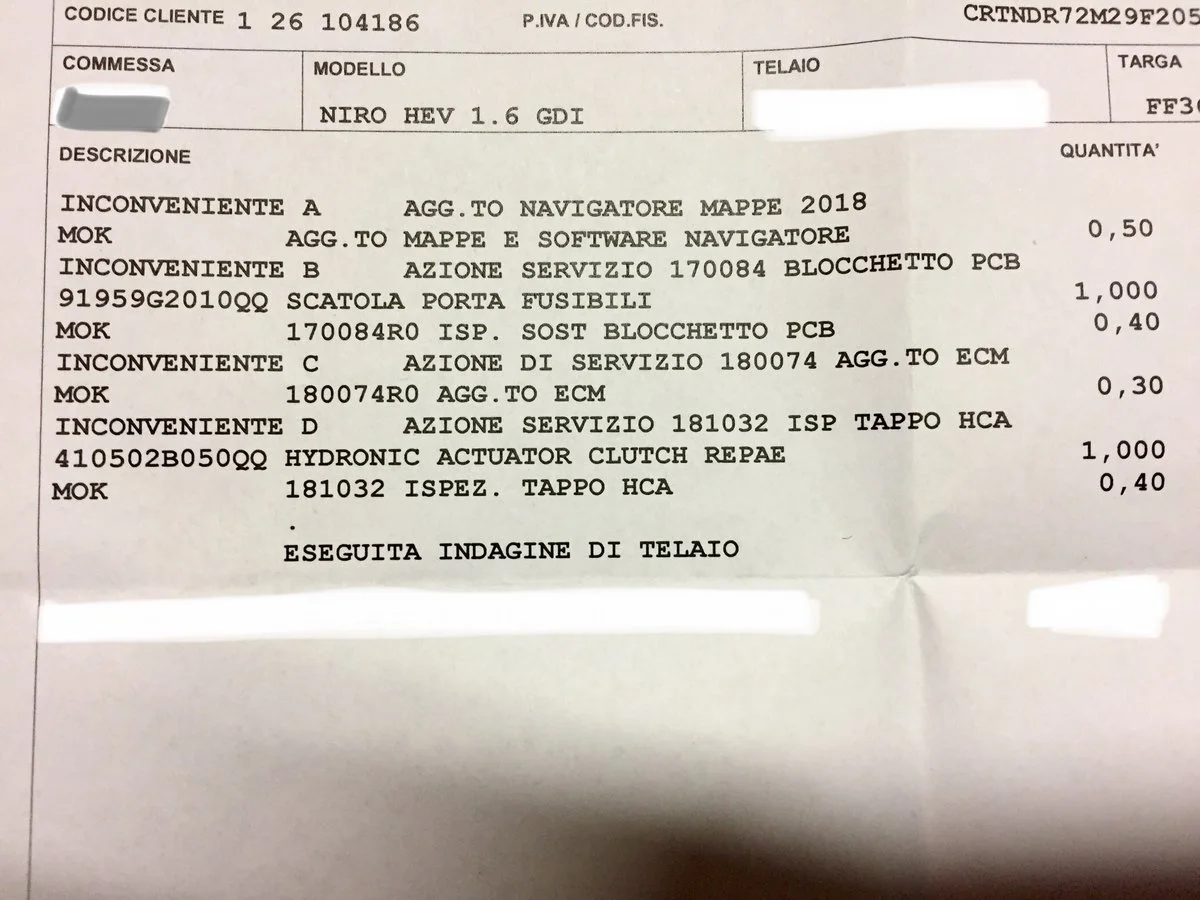 CODICE CLIENTE 1 26 104186 P.IVA / COD.FIS. CRTNDR72M29F205
COMMESSA MODELLO TELAIO TARGA
NIRO HEV 1.6 GDI FF3
DESCRIZIONE QUANTITA'
INCONVENIENTE A AGG.TO NAVIGATORE MAPPE 2018
MOK AGG.TO MAPPE E SOFTWARE NAVIGATORE 0,50
INCONVENIENTE B AZIONE SERVIZIO 170084 BLOCCHETTO PCB
91959G2010QQ SCATOLA PORTA FUSIBILI 1,000
MOK 170084R0 ISP. SOST BLOCCHETTO PCB 0,40
INCONVENIENTE C AZIONE DI SERVIZIO 180074 AGG.TO ECM
MOK 180074R0 AGG.TO ECM 0,30
INCONVENIENTE D AZIONE SERVIZIO 181032 ISP TAPPO HCA
410502B050QQ HYDRONIC ACTUATOR CLUTCH REPAE 1,000
MOK 181032 ISPEZ. TAPPO HCA 0,40
.
ESEGUITA INDAGINE DI TELAIO